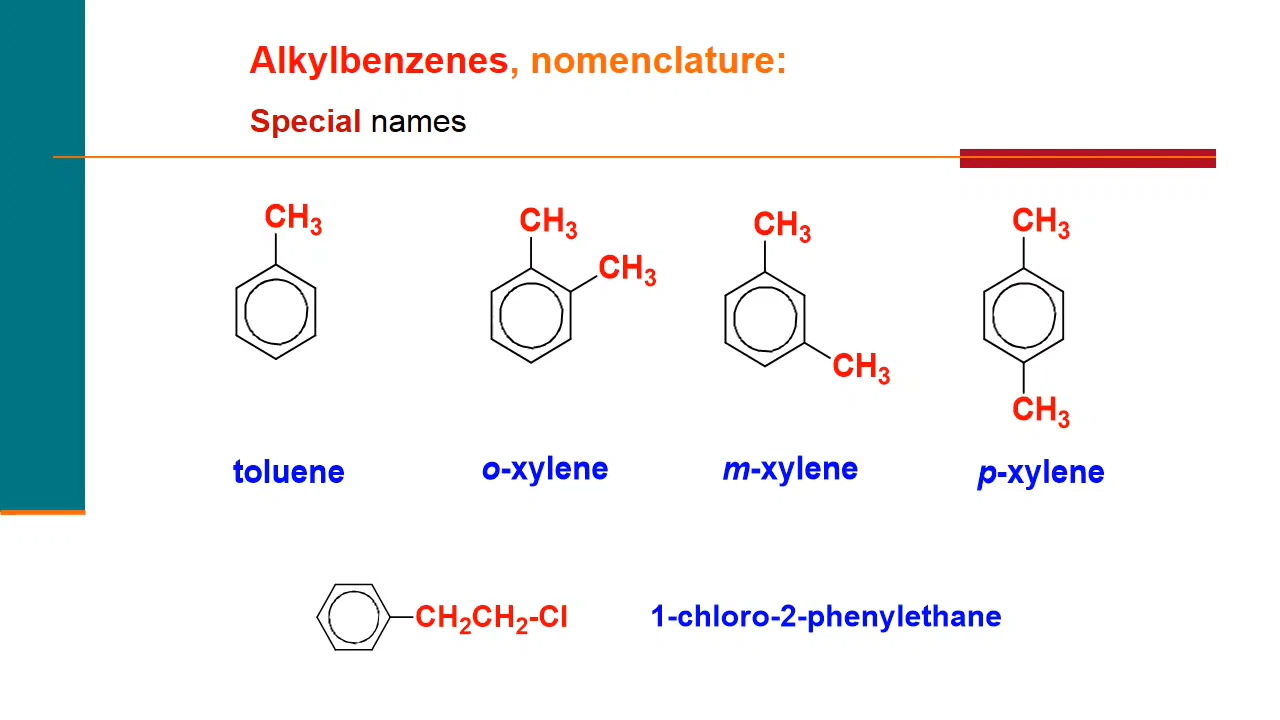 Alkylbenzenes, nomenclature:
Special names
CH₃
CH₃
CH₃
CH₃
CH₃
CH₃
CH₃
toluene
o-xylene
m-xylene
p-xylene
CH₂CH₂-Cl
1-chloro-2-phenylethane